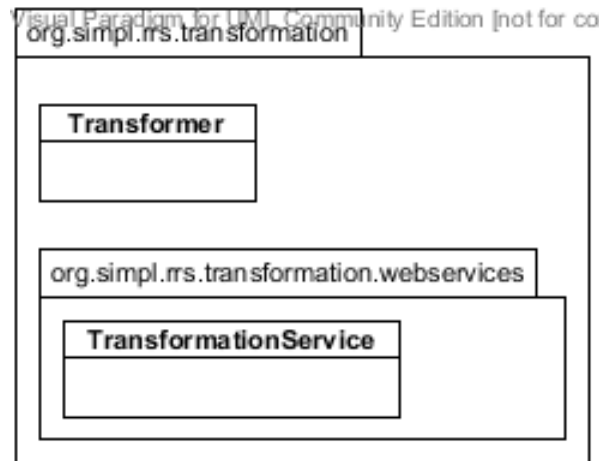 Visual Paradigm for UML Community Edition [not for co
org.simpl.rrs.transformation
Transformer
org.simpl.rrs.transformation.webservices
TransformationService